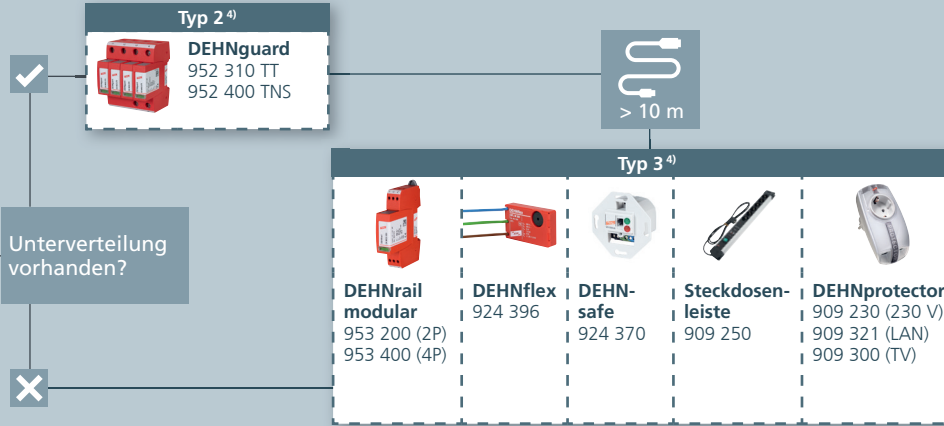 Typ 2 4)
DEHNguard
952 310 TT
952 400 TNS
> 10 m
Unterverteilung
vorhanden?
Typ 3 4)
DEHNrail
modular
953 200 (2P)
953 400 (4P)
DEHNflex
924 396
DEHN-
safe
924 370
Steckdosen-
leiste
909 250
DEHNprotector
909 230 (230 V)
909 321 (LAN)
909 300 (TV)